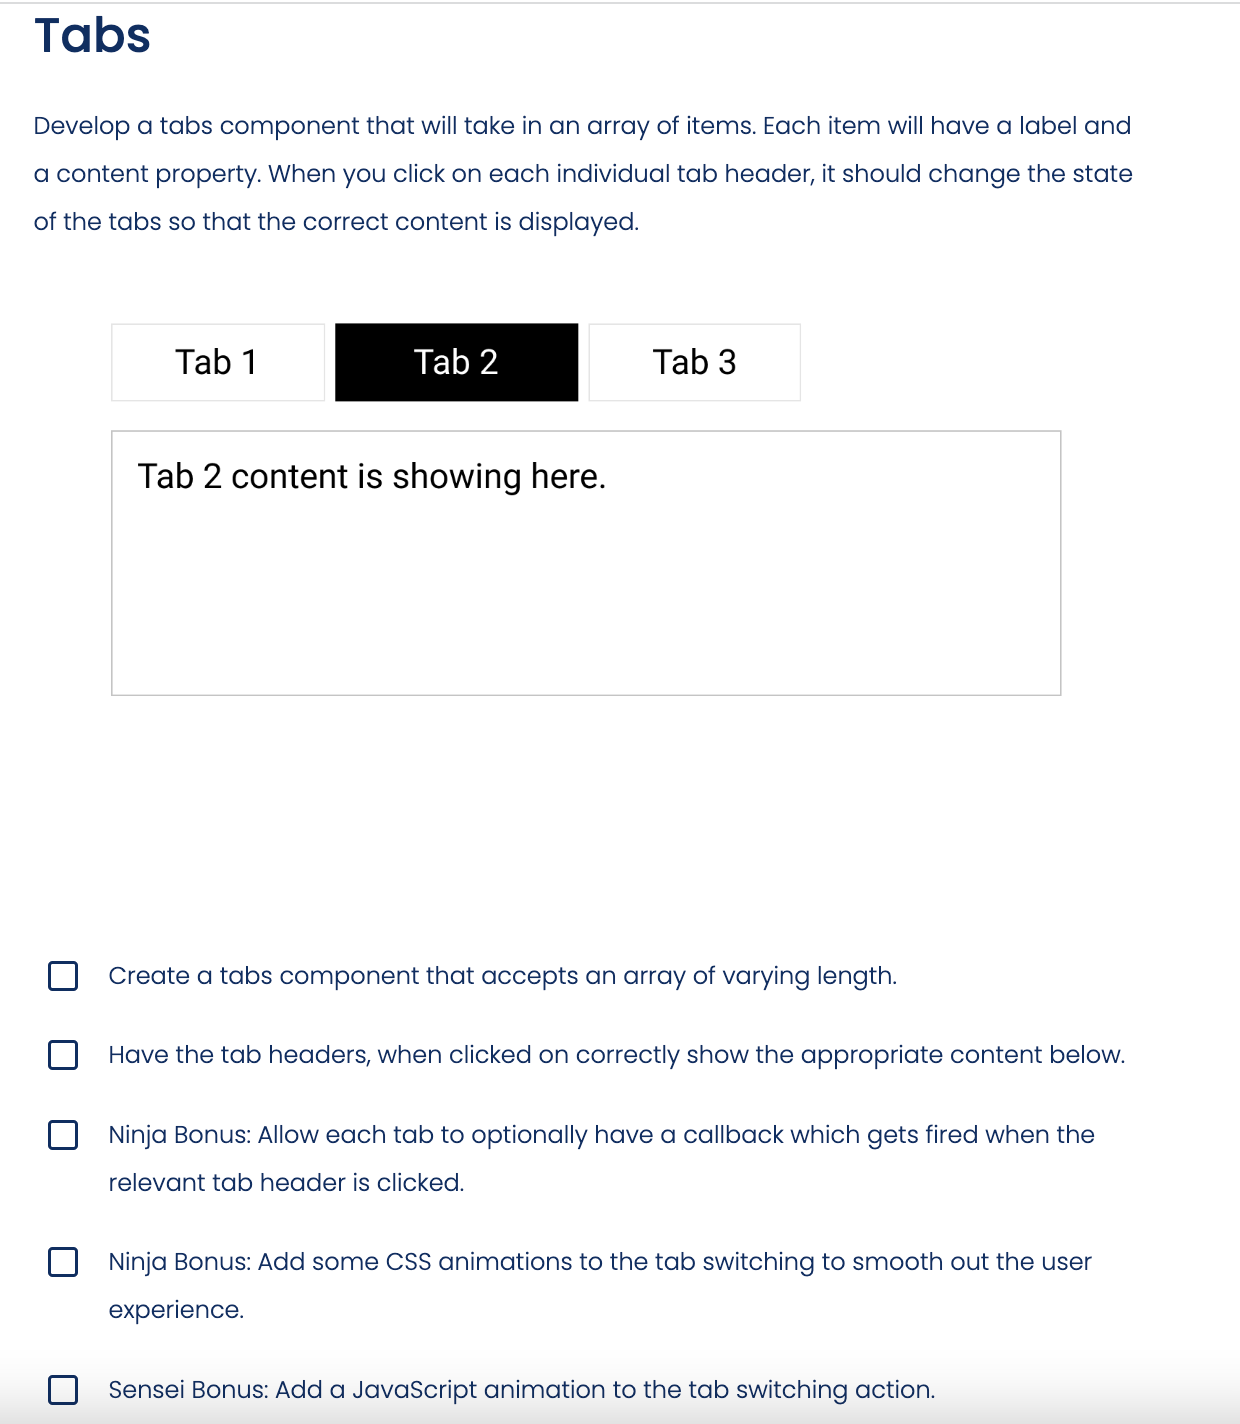 Tabs
Develop a tabs component that will take in an array of items. Each item will have a label and
a content property. When you click on each individual tab header, it should change the state
of the tabs so that the correct content is displayed.
Tab 1 Tab 2 Tab 3
Tab 2 content is showing here.
Create a tabs component that accepts an array of varying length.
Have the tab headers, when clicked on correctly show the appropriate content below.
Ninja Bonus: Allow each tab to optionally have a callback which gets fired when the
relevant tab header is clicked.
Ninja Bonus: Add some CSS animations to the tab switching to smooth out the user
experience.
Sensei Bonus: Add a JavaScript animation to the tab switching action.